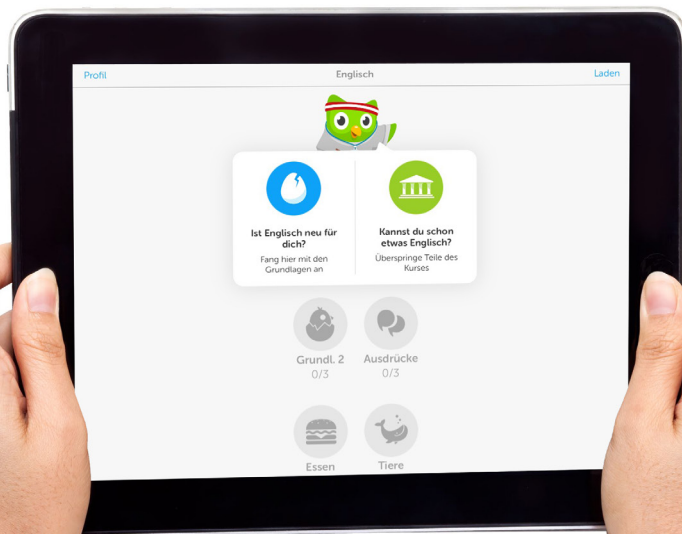 Profil
Englisch
Laden
Ist Englisch neu für
dich?
Fang hier mit den
Grundlagen an
Kannst du schon
etwas Englisch?
Überspringe Teile des
Kurses
Grundl. 2
0/3
Ausdrücke
0/3
Essen
Tiere